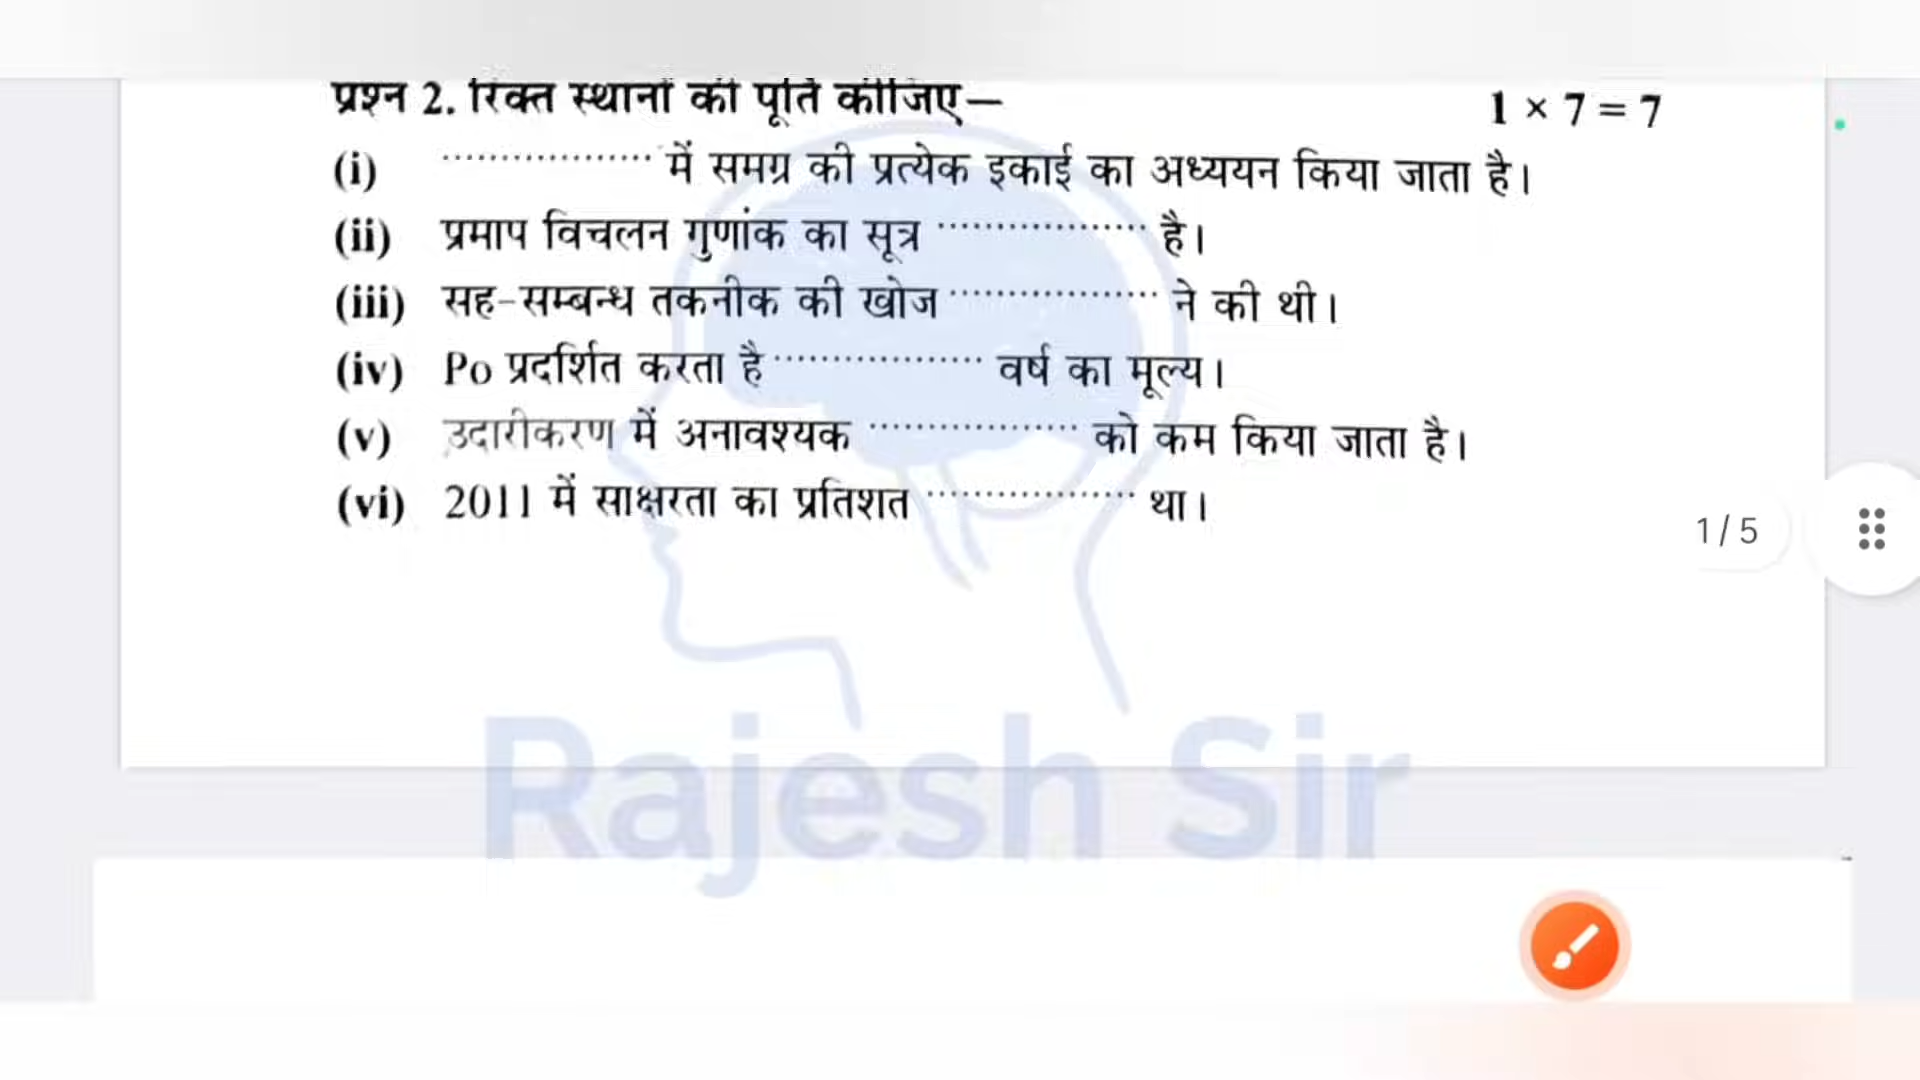 प्रश्न 2. रिक्त स्थानों की पूर्ति कीजिए— 1 × 7 = 7
(i) .................. में समग्र की प्रत्येक इकाई का अध्ययन किया जाता है।
(ii) प्रमाप विचलन गुणांक का सूत्र .................. है।
(iii) सह-सम्बन्ध तकनीक की खोज .................. ने की थी।
(iv) Po प्रदर्शित करता है .................. वर्ष का मूल्य।
(v) उदारीकरण में अनावश्यक .................. को कम किया जाता है।
(vi) 2011 में साक्षरता का प्रतिशत .................. था।
1 / 5
Rajesh Sir